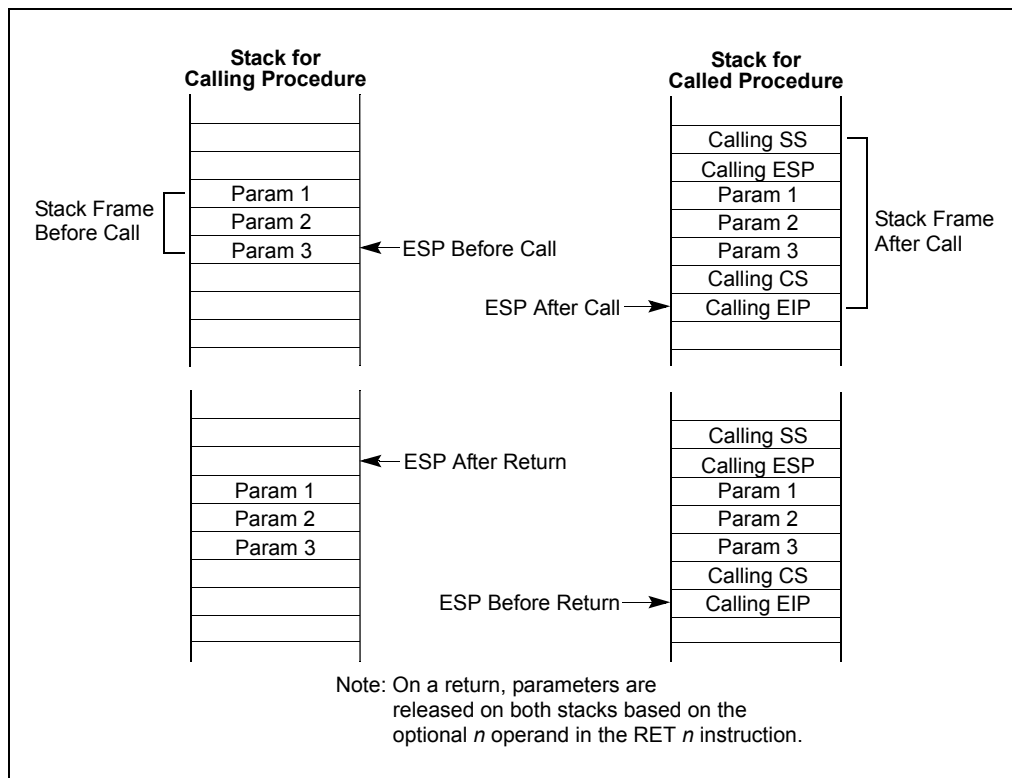 Stack for
Calling Procedure
Stack for
Called Procedure
Stack Frame
Before Call
Param 1
Param 2
Param 3
ESP Before Call
ESP After Call
Calling SS
Calling ESP
Param 1
Param 2
Param 3
Calling CS
Calling EIP
Stack Frame
After Call
ESP After Return
Param 1
Param 2
Param 3
ESP Before Return
Calling SS
Calling ESP
Param 1
Param 2
Param 3
Calling CS
Calling EIP
Note: On a return, parameters are
released on both stacks based on the
optional n operand in the RET n instruction.